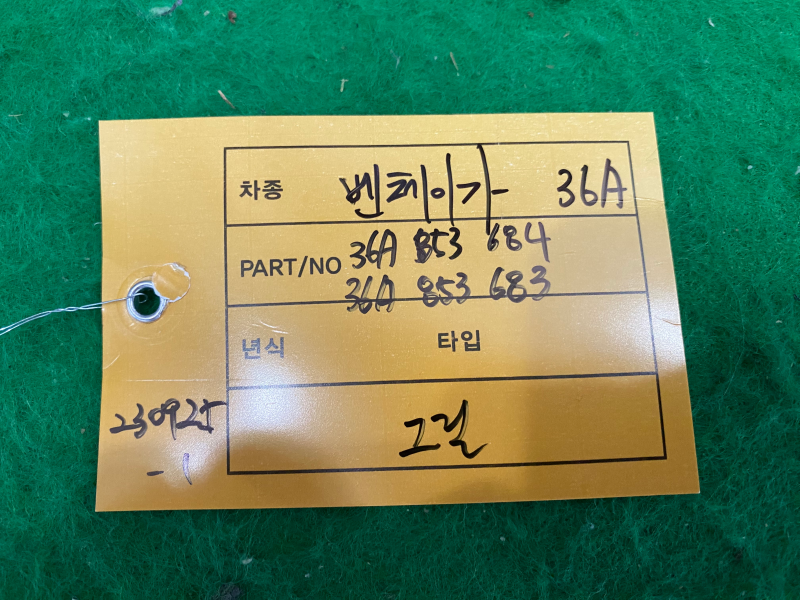 차종 벤테이가 36A
PART/NO 36A 853 684
36A 853 683
년식 타입
그릴
230925
-1